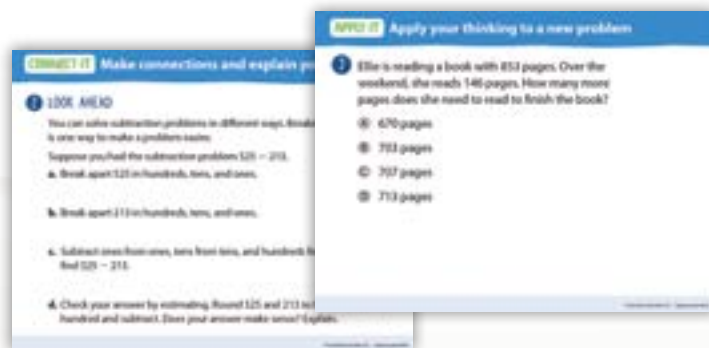 CONNECT IT Make connections and explain
2 LOOK AHEAD
You can solve subtraction problems in different ways.
is one way to make a problem easier.
Suppose you had the subtraction problem 525 − 213.
a. Break apart 525 in hundreds, tens, and ones.
b. Break apart 213 in hundreds, tens, and ones.
c. Subtract ones from ones, tens from tens, and hundreds
find 525 − 213.
d. Check your answer by estimating. Round 525 and 213 to
hundred and subtract. Does your answer make sense? Explain.
APPLY IT Apply your thinking to a new problem
3 Ellie is reading a book with 853 pages. Over the
weekend, she reads 146 pages. How many more
pages does she need to read to finish the book?
A 670 pages
B 703 pages
C 707 pages
D 713 pages